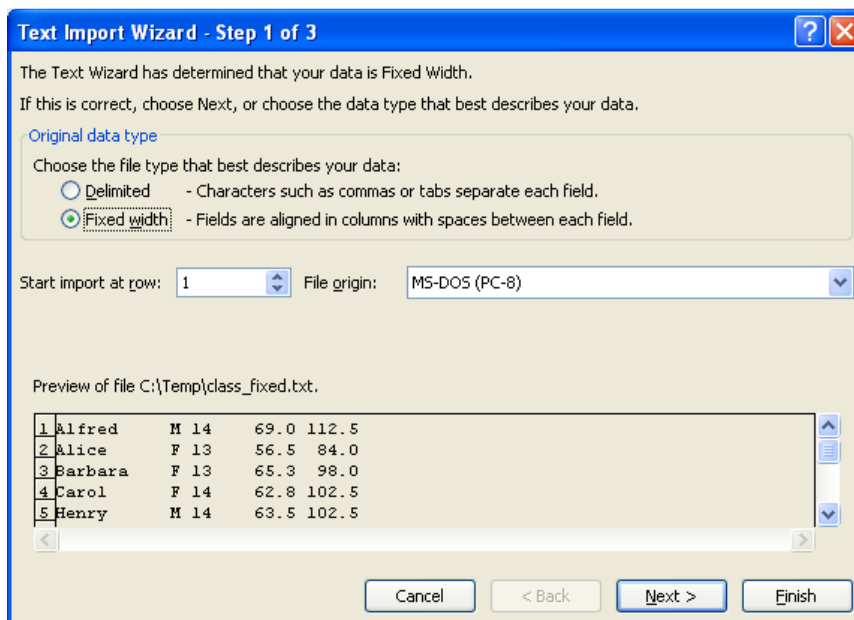 Text Import Wizard - Step 1 of 3
The Text Wizard has determined that your data is Fixed Width.
If this is correct, choose Next, or choose the data type that best describes your data.
Original data type
Choose the file type that best describes your data:
Delimited - Characters such as commas or tabs separate each field.
Fixed width - Fields are aligned in columns with spaces between each field.
Start import at row: 1 File origin: MS-DOS (PC-8)
Preview of file C:\Temp\class_fixed.txt.
1 Alfred M 14 69.0 112.5
2 Alice F 13 56.5 84.0
3 Barbara F 13 65.3 98.0
4 Carol F 14 62.8 102.5
5 Henry M 14 63.5 102.5
Cancel < Back Next > Finish